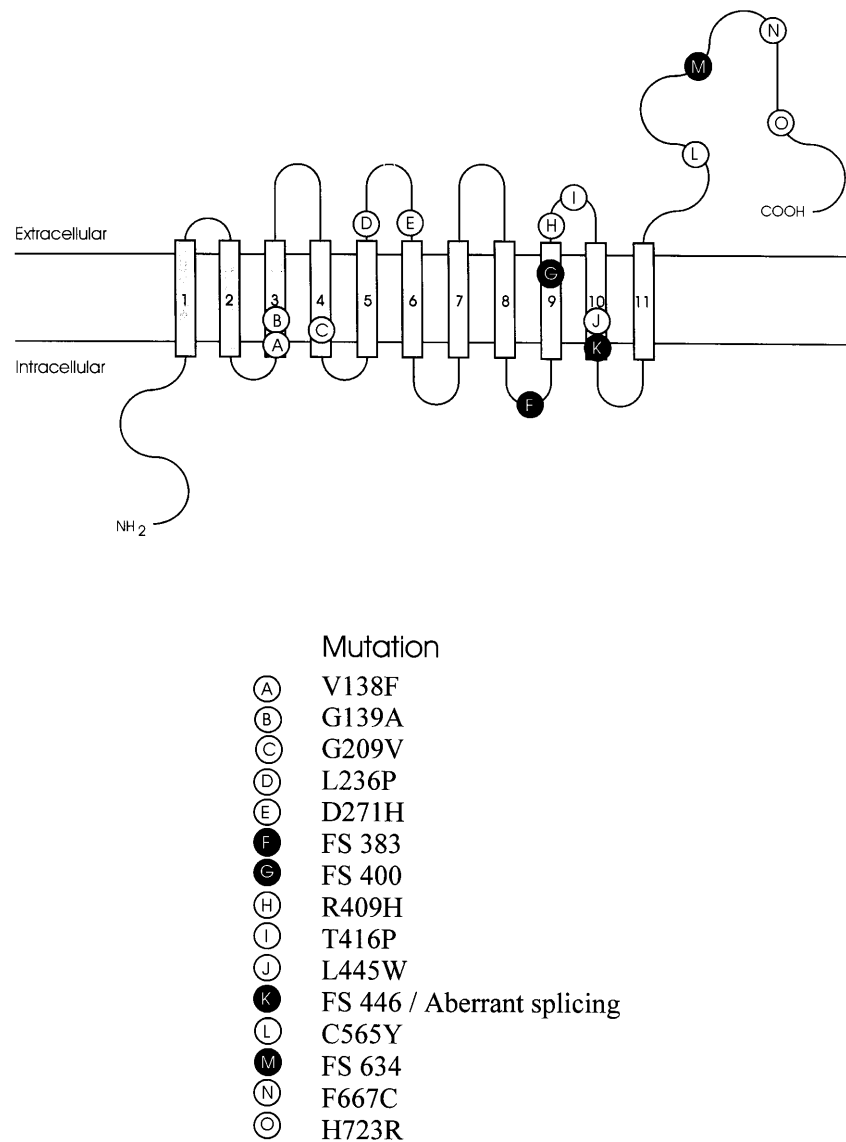 N
M
O
L
COOH
I
D
E
H
Extracellular
G
1
2
3
4
5
6
7
8
9
10
11
B
C
J
A
K
Intracellular
F
NH2
Mutation
A V138F
B G139A
C G209V
D L236P
E D271H
F FS 383
G FS 400
H R409H
I T416P
J L445W
K FS 446 / Aberrant splicing
L C565Y
M FS 634
N F667C
O H723R